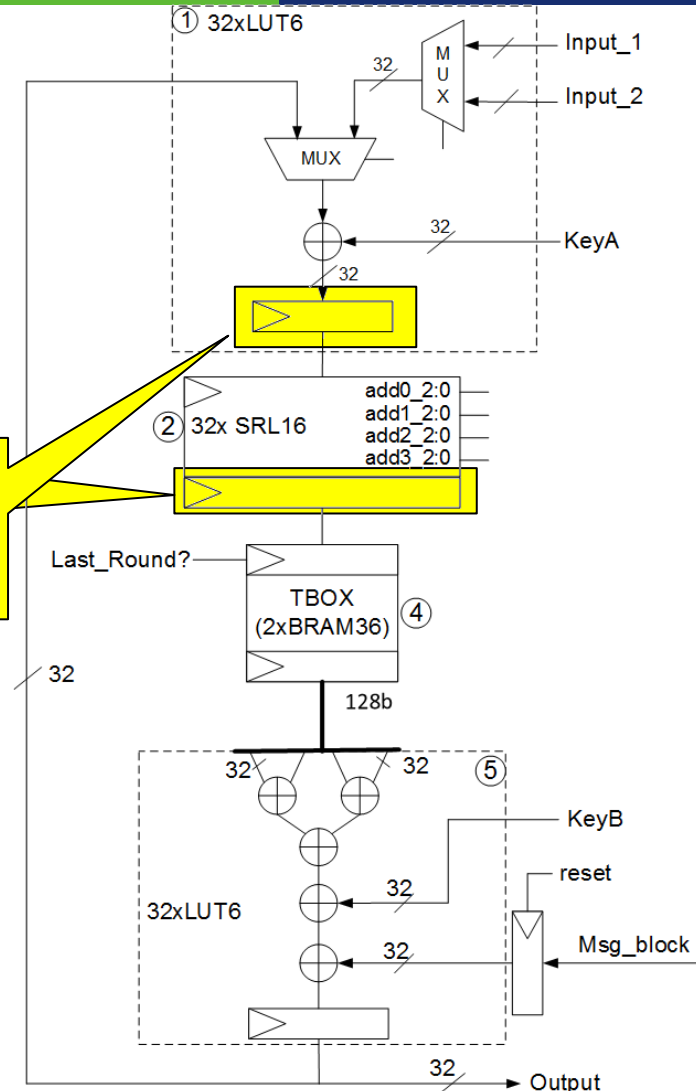 ① 32xLUT6
Input_1
MUX
Input_2
32
MUX
32
KeyA
32
② 32x SRL16
add0_2:0
add1_2:0
add2_2:0
add3_2:0
Last_Round?
TBOX
(2xBRAM36)
④
32
128b
32
32
⑤
KeyB
reset
32
32xLUT6
32
Msg_block
32
Output